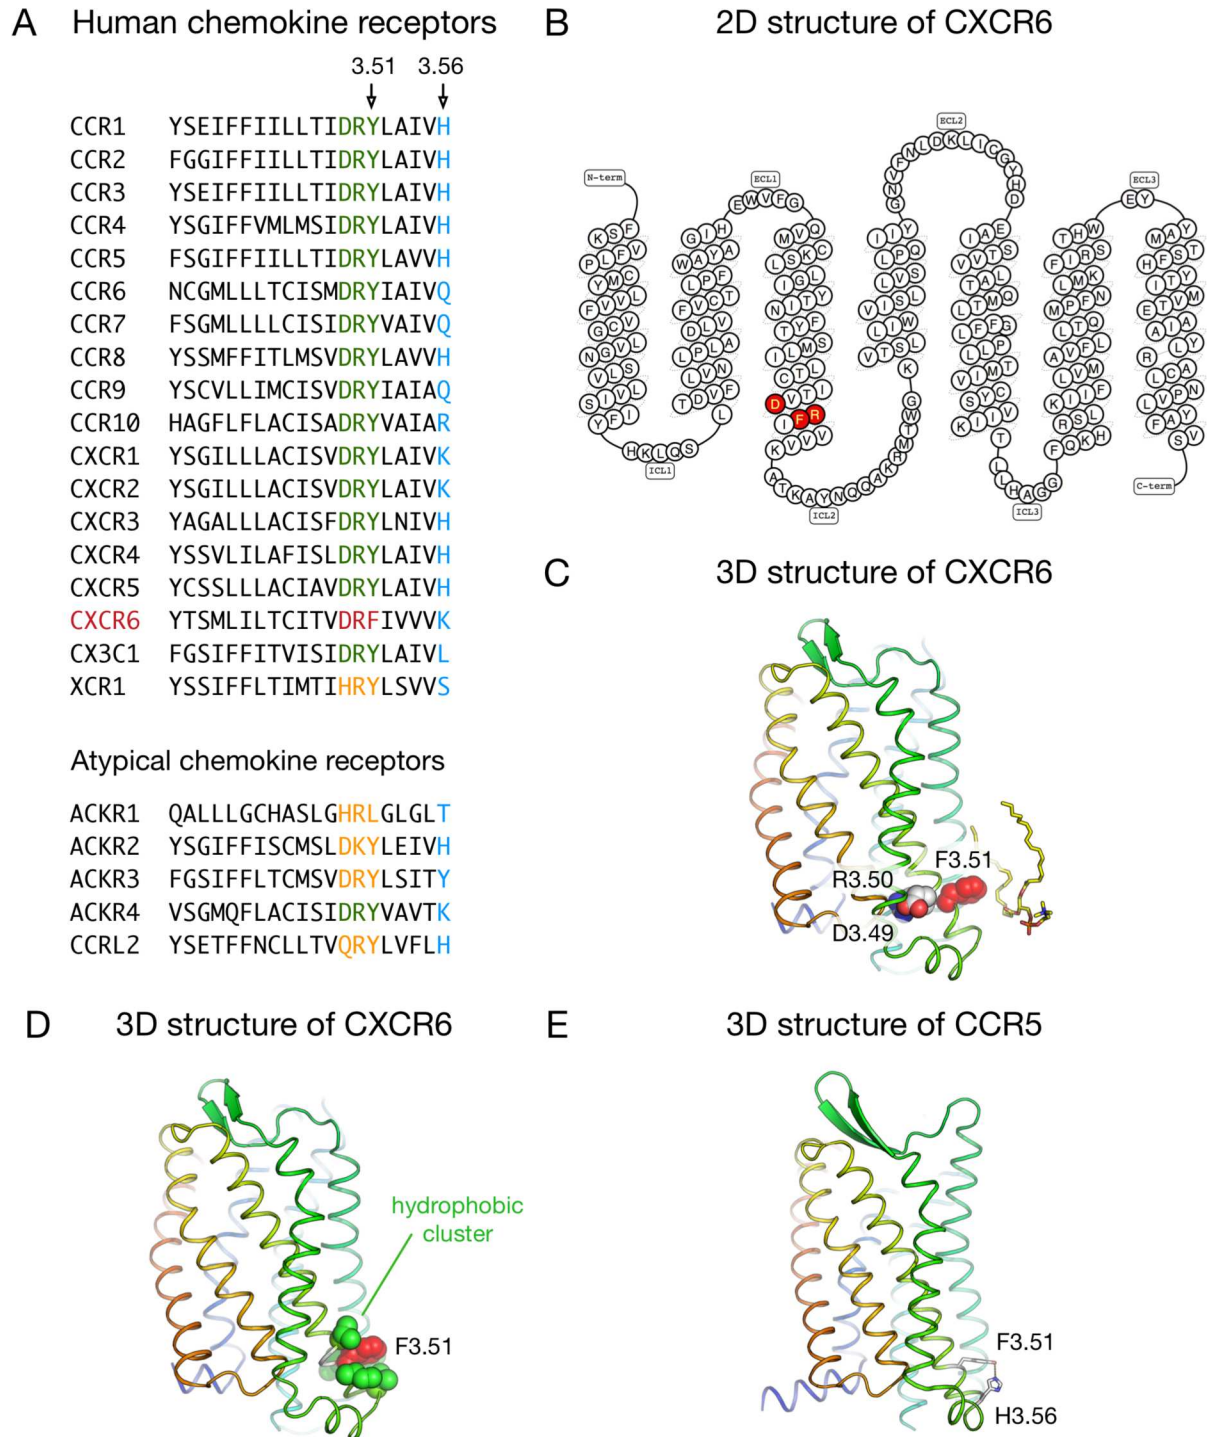 A Human chemokine receptors
3.51 3.56
CCR1 YSEIFFIILLTIDRYLAIVH
CCR2 FGGIFFIILLTIDRYLAIVH
CCR3 YSEIFFIILLTIDRYLAIVH
CCR4 YSGIFFVMLMSIDRYLAIVH
CCR5 FSGIFFIILLTIDRYLAVVH
CCR6 NCGMLLLTCISMDRYIAIVQ
CCR7 FSGMLLLLCISIDRYVAIVQ
CCR8 YSSMFFITLMSVDRYLAVVH
CCR9 YSCVLLIMCISVDRYIAIAQ
CCR10 HAGFLFLACISADRYVAIAR
CXCR1 YSGILLLACISVDRYLAIVK
CXCR2 YSGILLLACISVDRYLAIVK
CXCR3 YAGALLLACISFDRYLNIVH
CXCR4 YSSVLILAFISLDRYLAIVH
CXCR5 YCSSLLLACIAVDRYLAIVH
CXCR6 YTSMLILTCITVDRFIVVVK
CX3C1 FGSIFFITVISIDRYLAIVL
XCR1 YSSIFFLTIMTIHRYLSVVS
Atypical chemokine receptors
ACKR1 QALLLGCHASLGHRLGLGLT
ACKR2 YSGIFFISCMSLDKYLEIVH
ACKR3 FGSIFFLTCMSVDRYLSITY
ACKR4 VSGMQFLACISIDRYVAVTK
CCRL2 YSETFFNCLLTVQRYLVFLH
B 2D structure of CXCR6
N-term
ECL1
ECL2
ECL3
D
F R
ICL1
ICL2
ICL3
C-term
C 3D structure of CXCR6
F3.51
R3.50
D3.49
D 3D structure of CXCR6
hydrophobic
cluster
F3.51
E 3D structure of CCR5
F3.51
H3.56